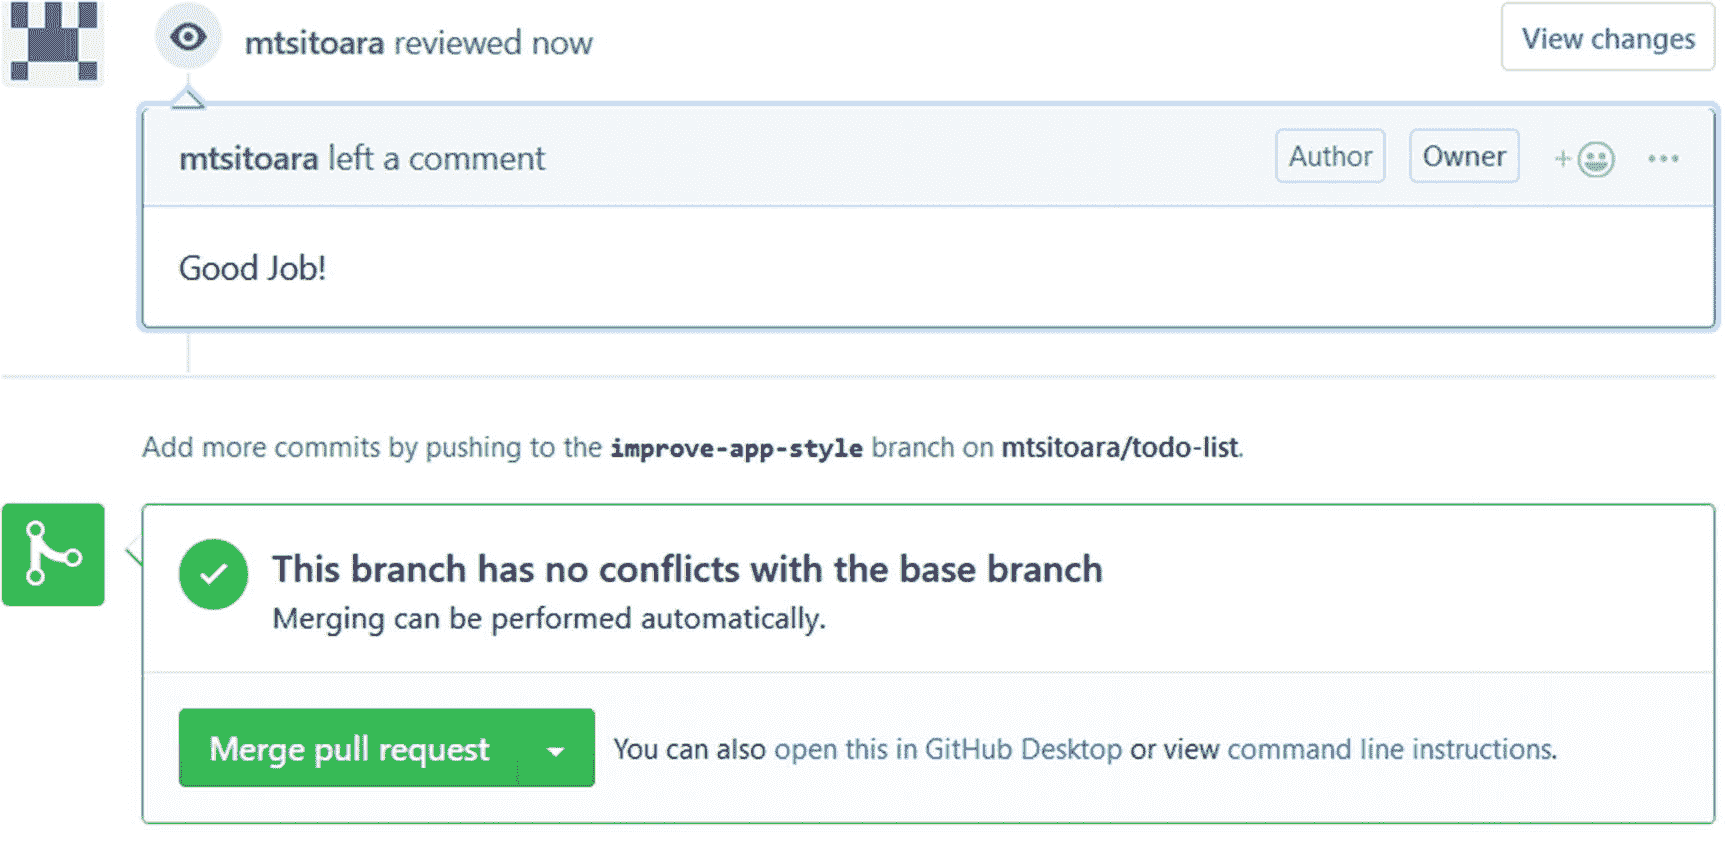 mtsitoara reviewed now
View changes
mtsitoara left a comment
Author
Owner
Good Job!
Add more commits by pushing to the improve-app-style branch on mtsitoara/todo-list.
This branch has no conflicts with the base branch
Merging can be performed automatically.
Merge pull request
You can also open this in GitHub Desktop or view command line instructions.